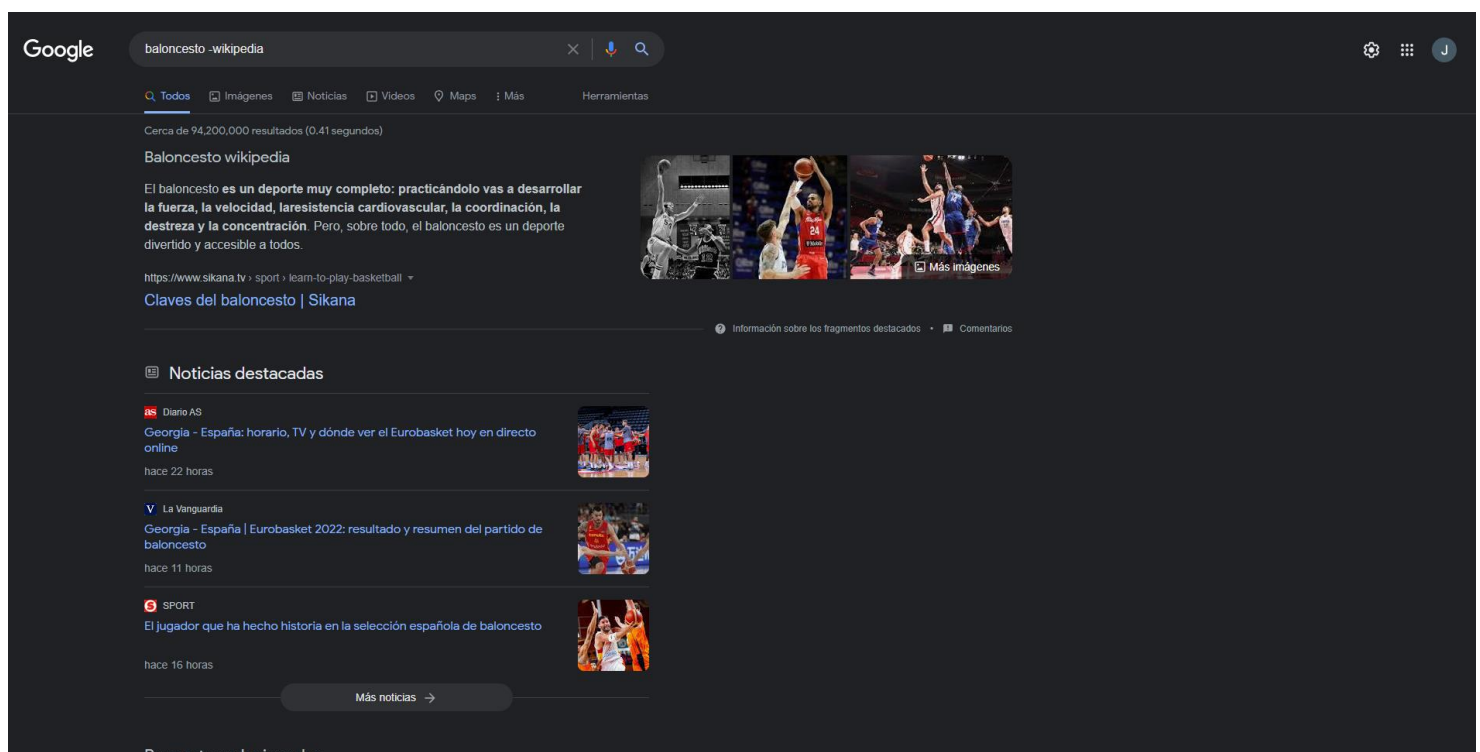 Google
baloncesto -wikipedia
J
Todos Imágenes Noticias Videos Maps Más Herramientas
Cerca de 94,200,000 resultados (0.41 segundos)
Baloncesto wikipedia
El baloncesto es un deporte muy completo: practicándolo vas a desarrollar
la fuerza, la velocidad, laresistencia cardiovascular, la coordinación, la
destreza y la concentración. Pero, sobre todo, el baloncesto es un deporte
divertido y accesible a todos.
Más imágenes
https://www.sikana.tv › sport › learn-to-play-basketball
Claves del baloncesto | Sikana
Información sobre los fragmentos destacados • Comentarios
Noticias destacadas
as Diario AS
Georgia - España: horario, TV y dónde ver el Eurobasket hoy en directo
online
hace 22 horas
V La Vanguardia
Georgia - España | Eurobasket 2022: resultado y resumen del partido de
baloncesto
hace 11 horas
S SPORT
El jugador que ha hecho historia en la selección española de baloncesto
hace 16 horas
Más noticias →